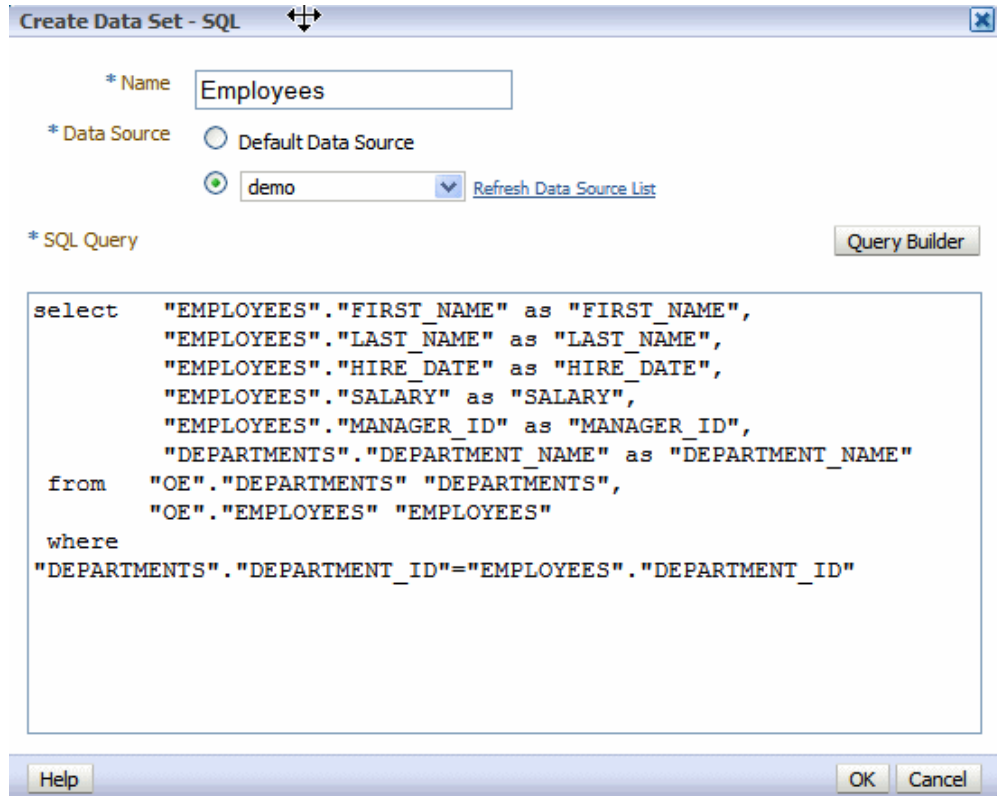 Create Data Set - SQL
* Name
Employees
* Data Source
Default Data Source
demo
Refresh Data Source List
* SQL Query
Query Builder
select "EMPLOYEES"."FIRST_NAME" as "FIRST_NAME",
"EMPLOYEES"."LAST_NAME" as "LAST_NAME",
"EMPLOYEES"."HIRE_DATE" as "HIRE_DATE",
"EMPLOYEES"."SALARY" as "SALARY",
"EMPLOYEES"."MANAGER_ID" as "MANAGER_ID",
"DEPARTMENTS"."DEPARTMENT_NAME" as "DEPARTMENT_NAME"
from "OE"."DEPARTMENTS" "DEPARTMENTS",
"OE"."EMPLOYEES" "EMPLOYEES"
where
"DEPARTMENTS"."DEPARTMENT_ID"="EMPLOYEES"."DEPARTMENT_ID"
Help
OK
Cancel